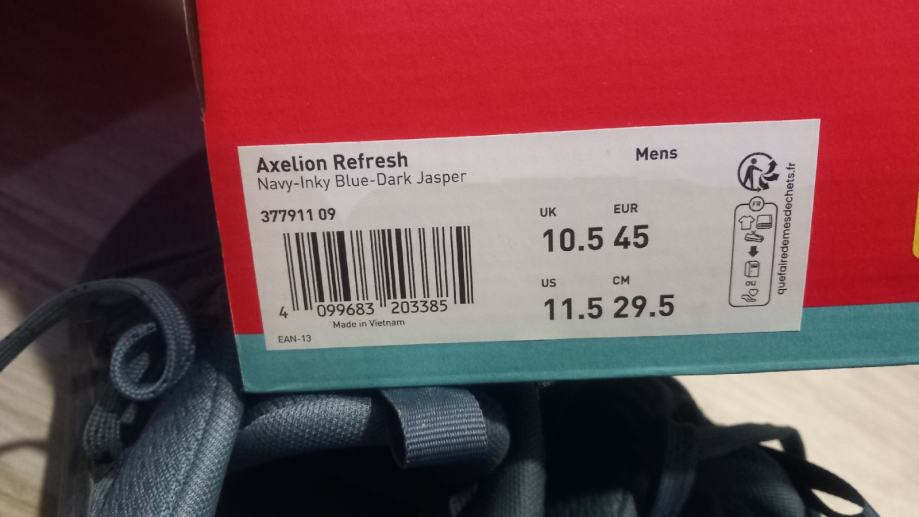 Axelion Refresh
Navy-Inky Blue-Dark Jasper
Mens
377911 09
UK EUR
10.5 45
US CM
11.5 29.5
4 099683 203385
Made in Vietnam
EAN-13
FR
OU
quefairedemesdechets.fr